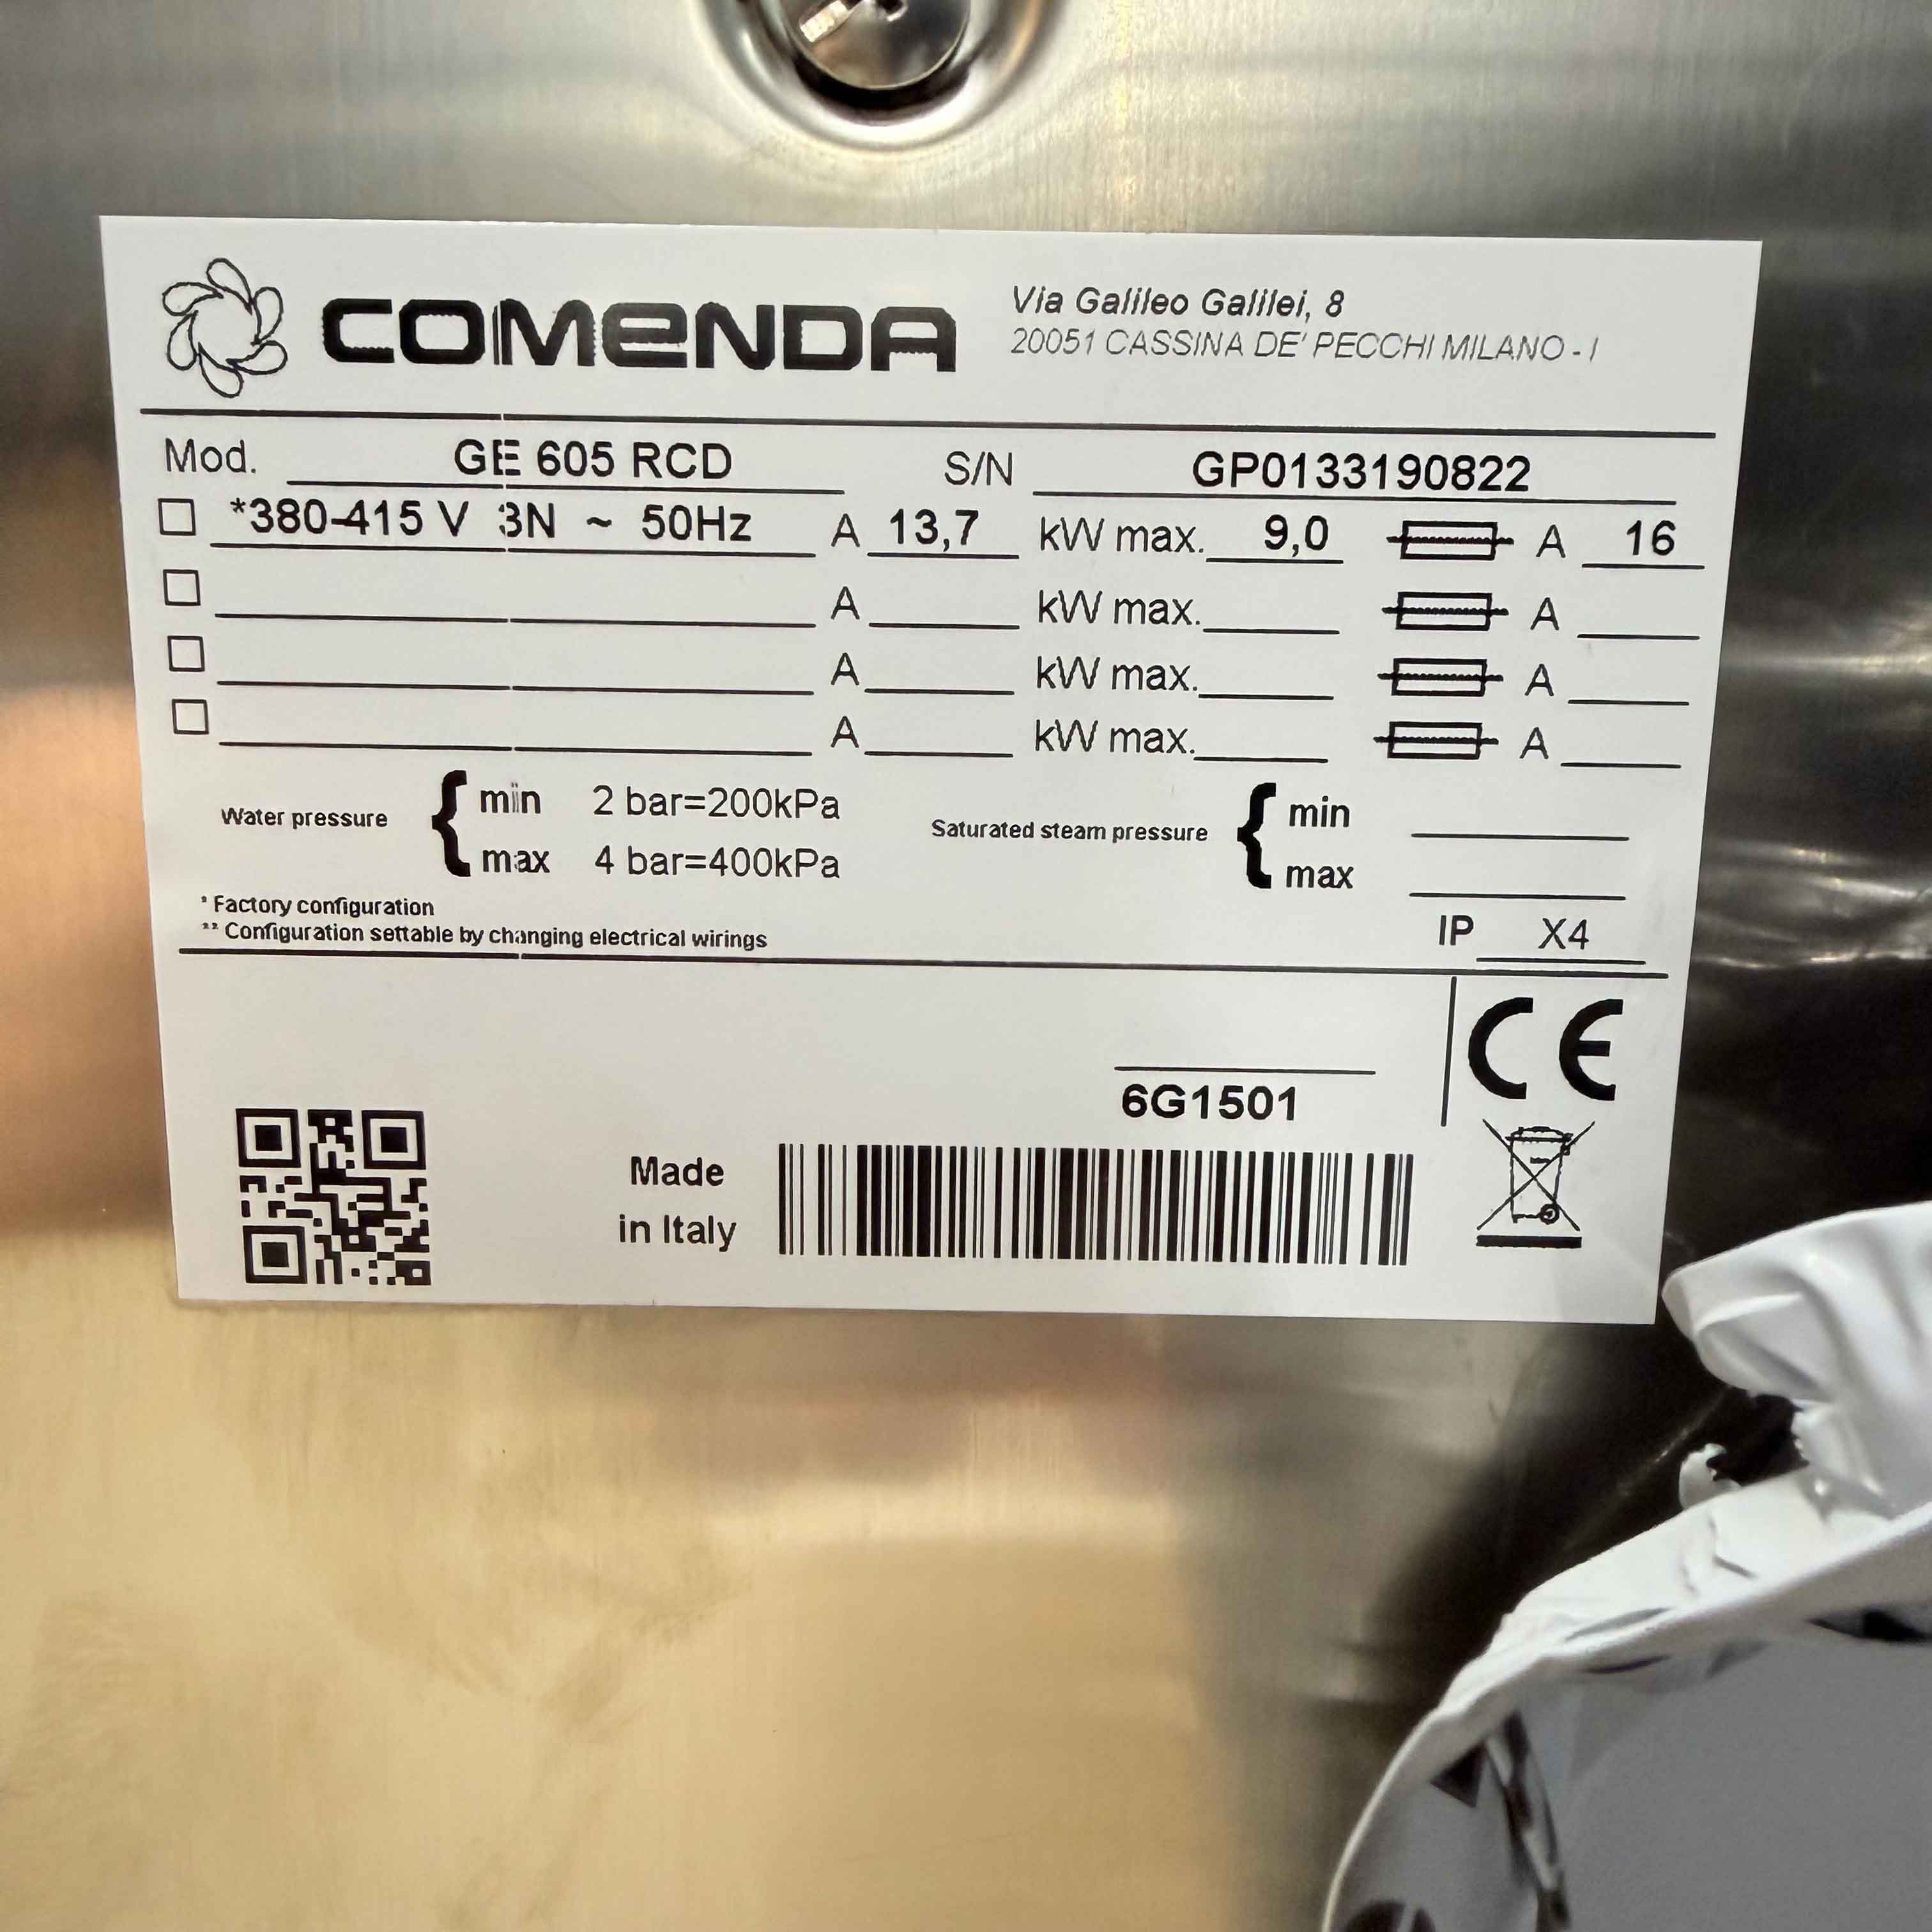 COMENDA
Via Galileo Galilei, 8
20051 CASSINA DE' PECCHI MILANO - I
Mod. GE 605 RCD S/N GP0133190822
*380-415 V 3N ~ 50Hz A 13,7 kW max. 9,0 A 16
A kW max. A
A kW max. A
A kW max. A
Water pressure { min 2 bar=200kPa
max 4 bar=400kPa
Saturated steam pressure { min
max
* Factory configuration
** Configuration settable by changing electrical wirings
IP X4
CE
6G1501
Made
in Italy